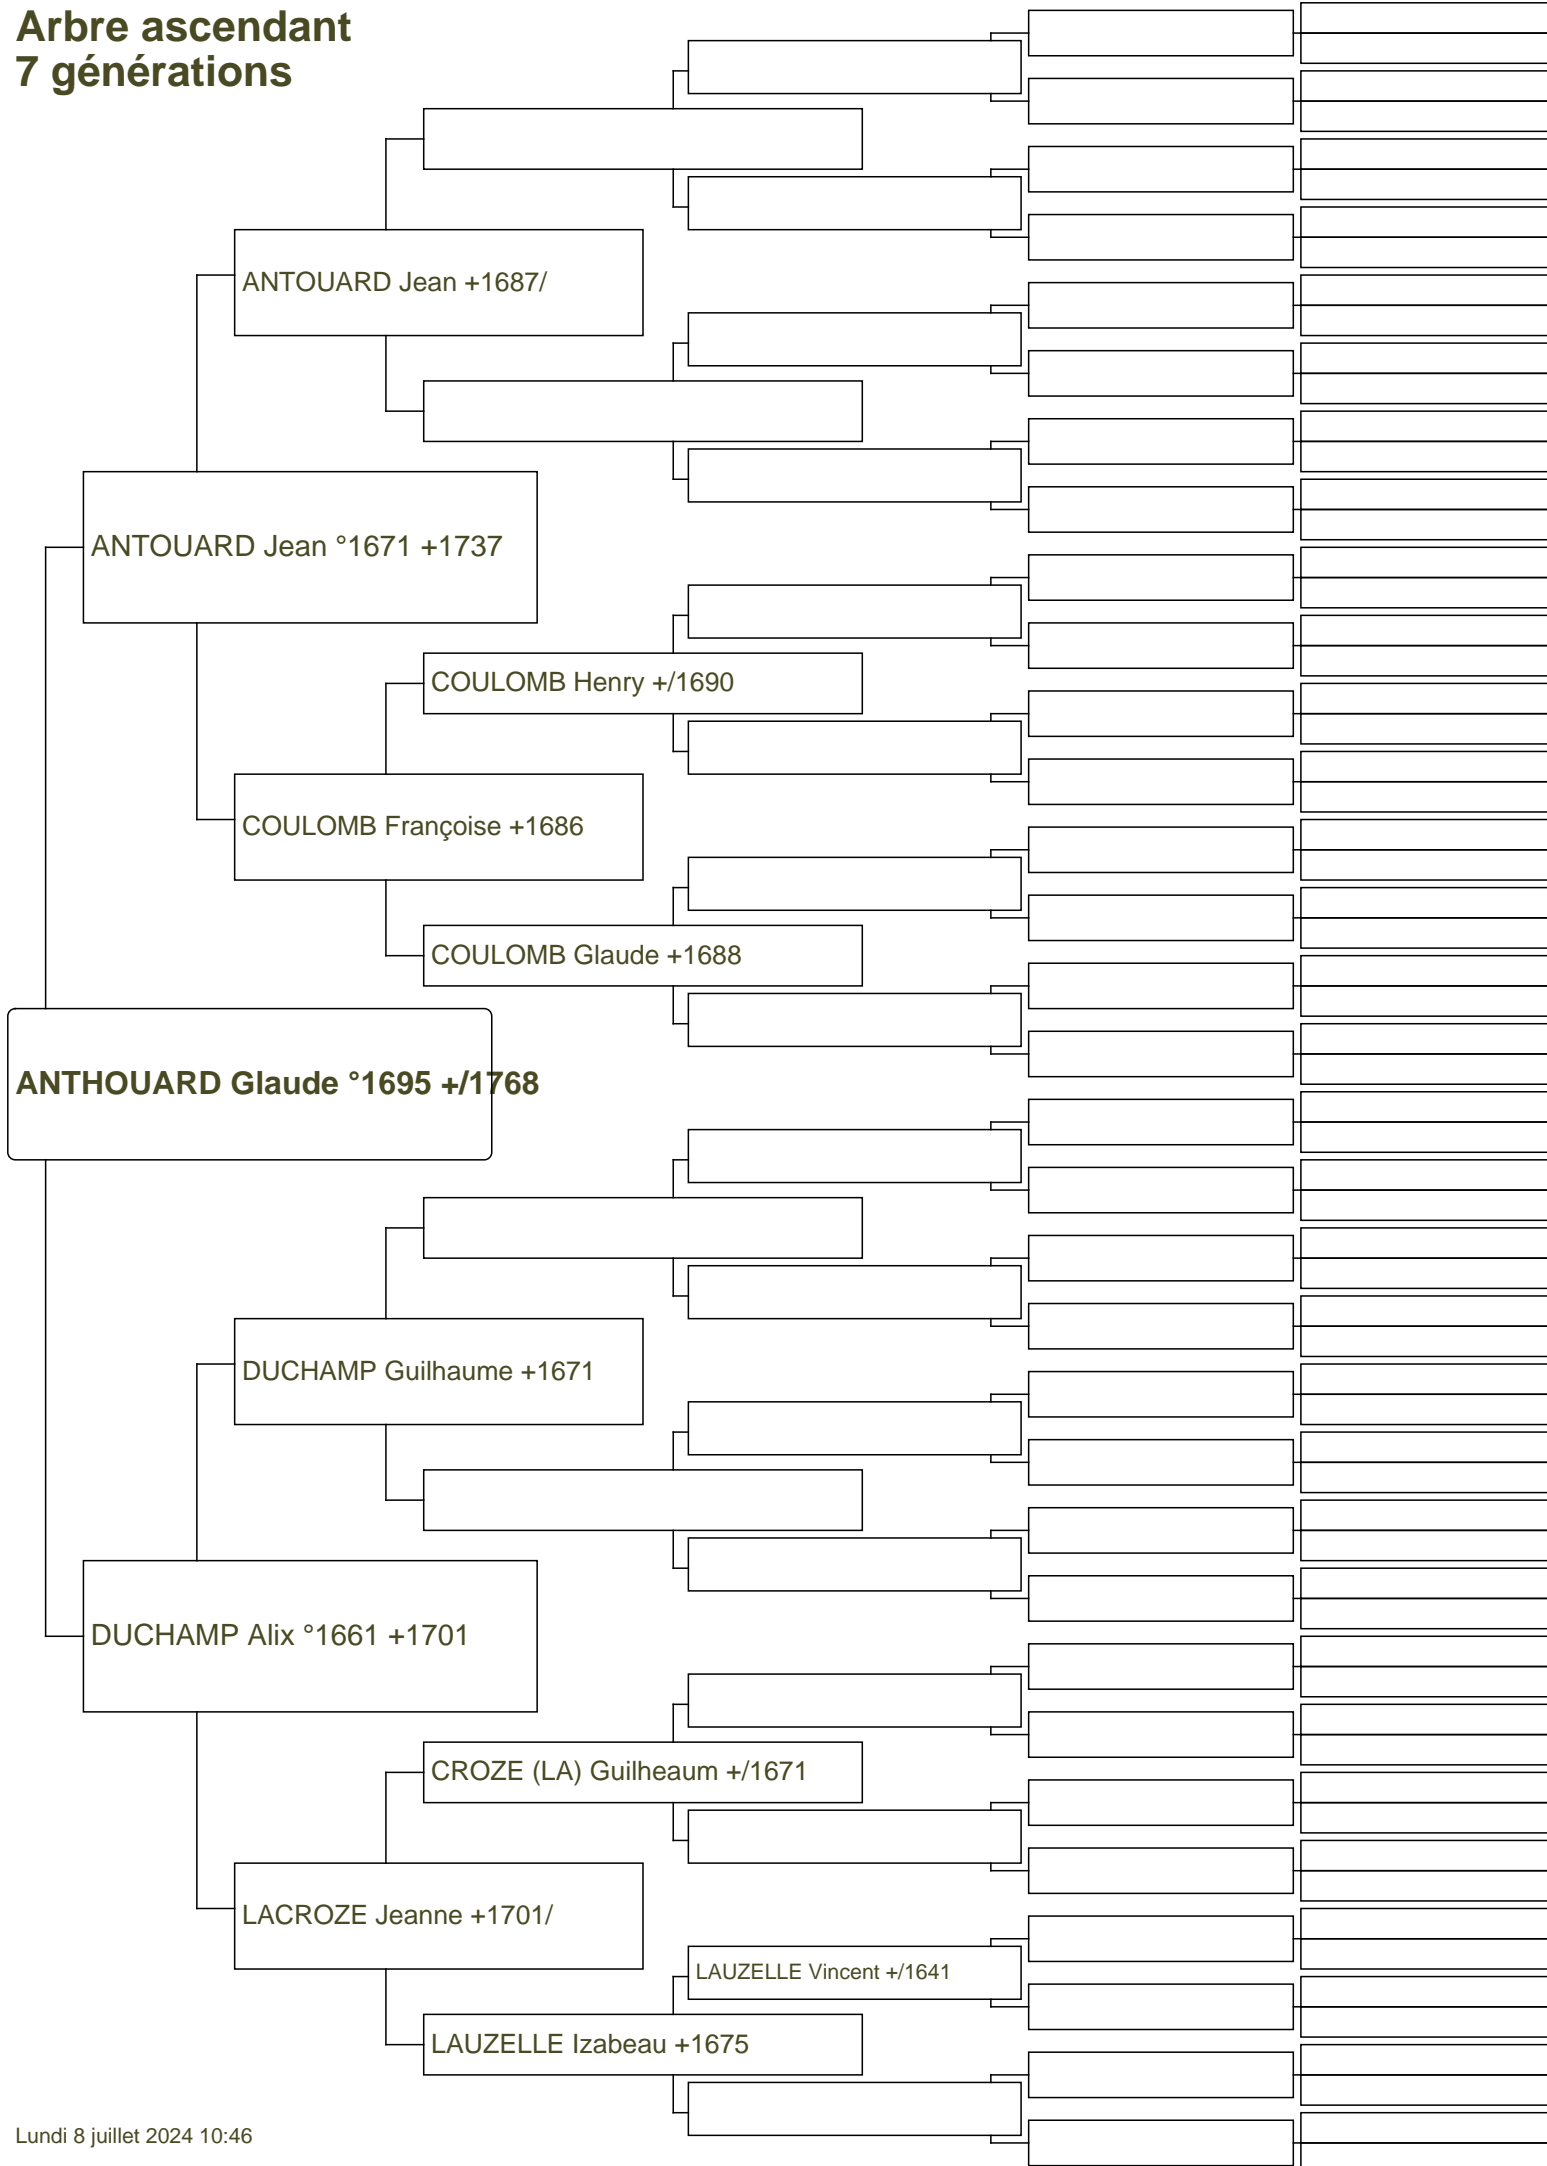 Arbre ascendant
7 générations
ANTOUARD Jean +1687/
ANTOUARD Jean °1671 +1737
COULOMB Henry +/1690
COULOMB Françoise +1686
COULOMB Glaude +1688
ANTHOUARD Glaude °1695 +/1768
DUCHAMP Guilhaume +1671
DUCHAMP Alix °1661 +1701
CROZE (LA) Guilheaum +/1671
LACROZE Jeanne +1701/
LAUZELLE Vincent +/1641
LAUZELLE Izabeau +1675
Lundi 8 juillet 2024 10:46